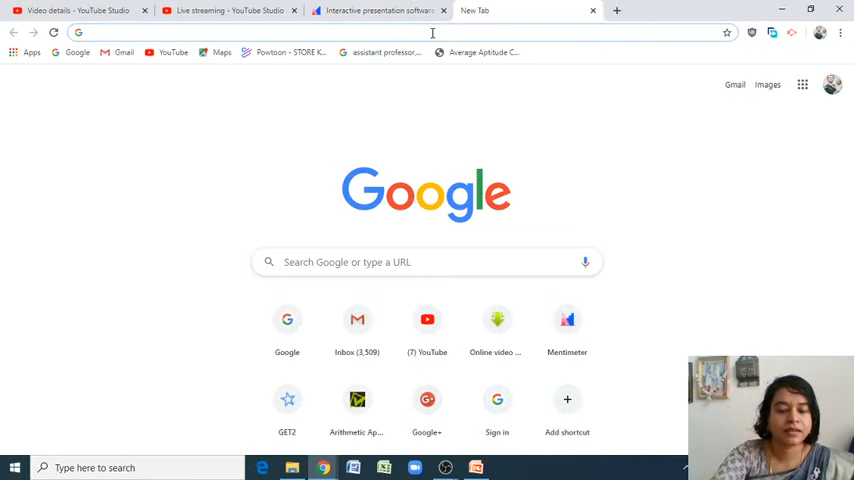 Video details - YouTube Studio
Live streaming - YouTube Studio
Interactive presentation software
New Tab
Apps
Google
Gmail
YouTube
Maps
Powtoon - STORE K...
assistant professor,...
Average Aptitude C...
Gmail
Images
Google
Search Google or type a URL
Google
Inbox (3,509)
(7) YouTube
Online video ...
Mentimeter
GET2
Arithmetic Ap...
Google+
Sign in
Add shortcut
Type here to search